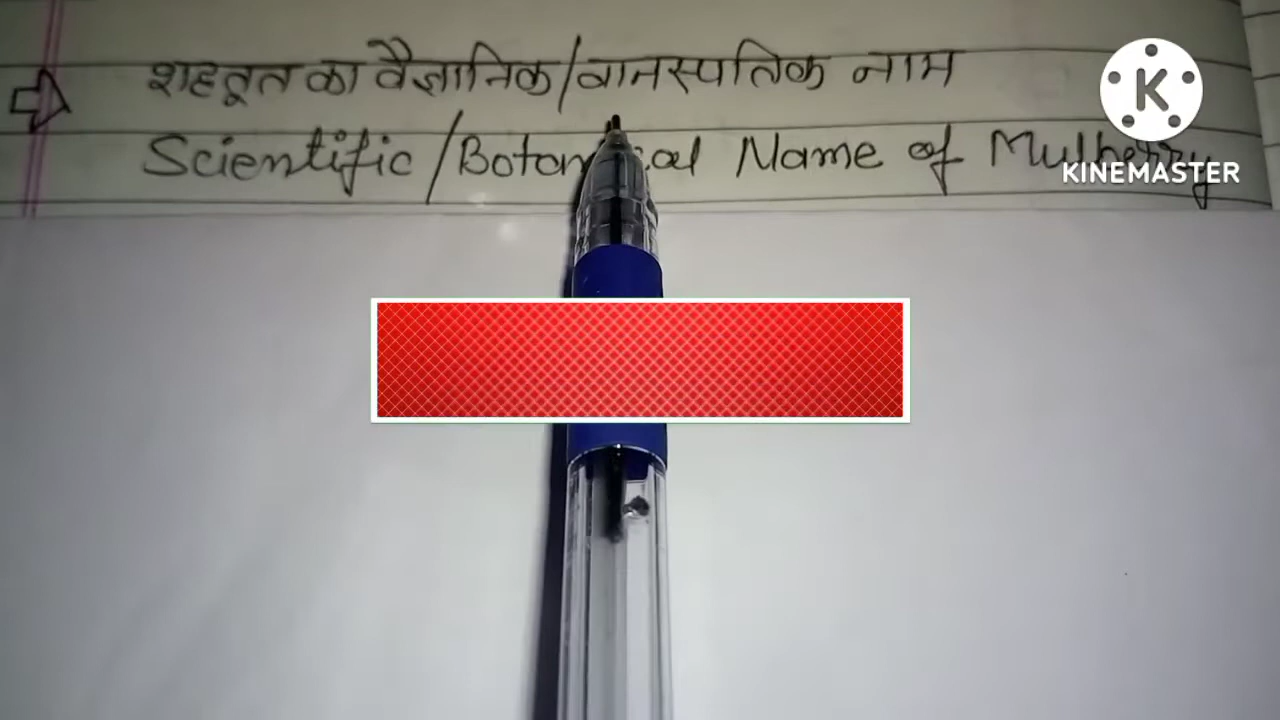 शहतूत का वैज्ञानिक/वानस्पतिक नाम
Scientific/Botanical Name of Mulberry
K
KINEMASTER